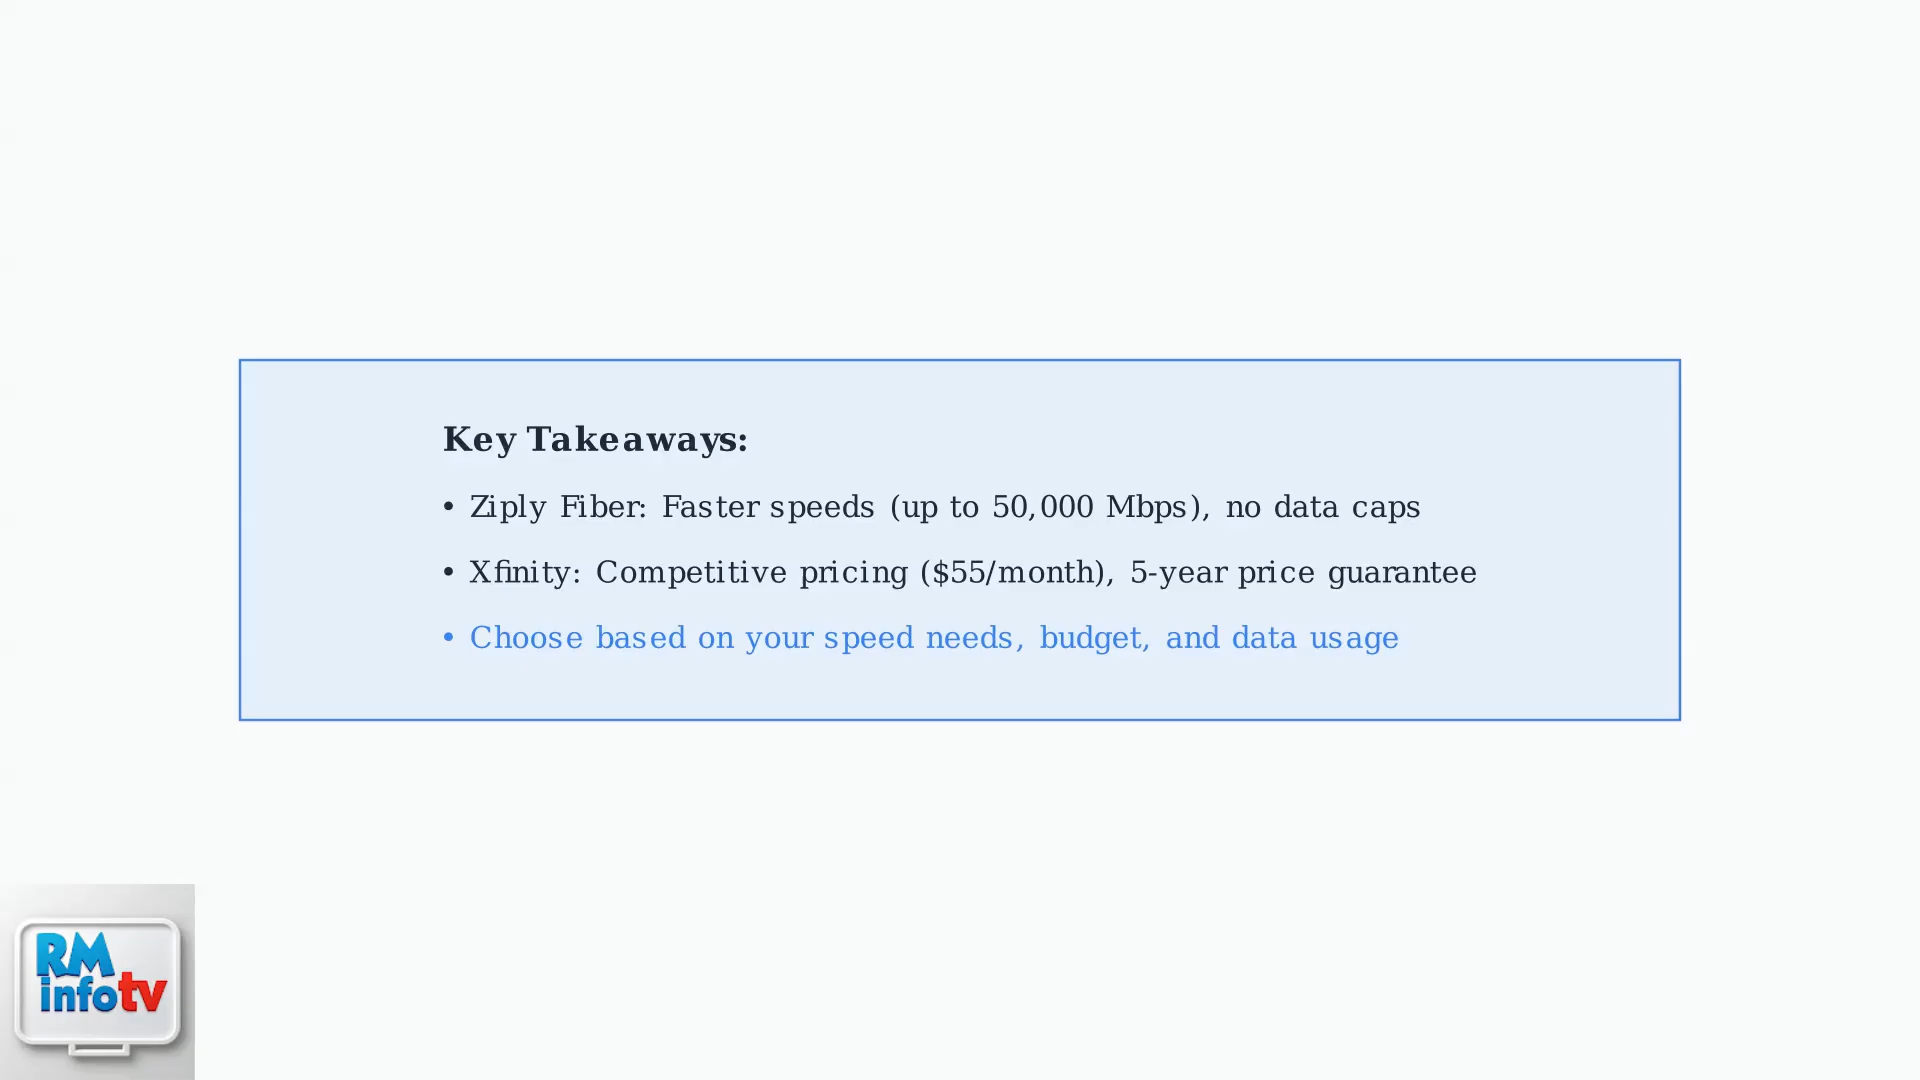 Key Takeaways:
• Ziply Fiber: Faster speeds (up to 50,000 Mbps), no data caps
• Xfinity: Competitive pricing ($55/month), 5-year price guarantee
• Choose based on your speed needs, budget, and data usage
RM
infotv